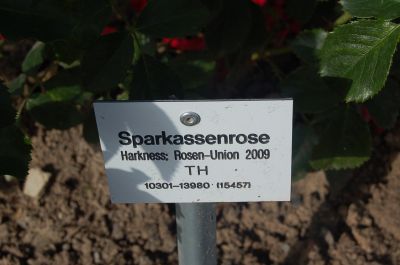 Sparkassenrose
Harkness; Rosen-Union 2009
TH
10301-13980 (15457)